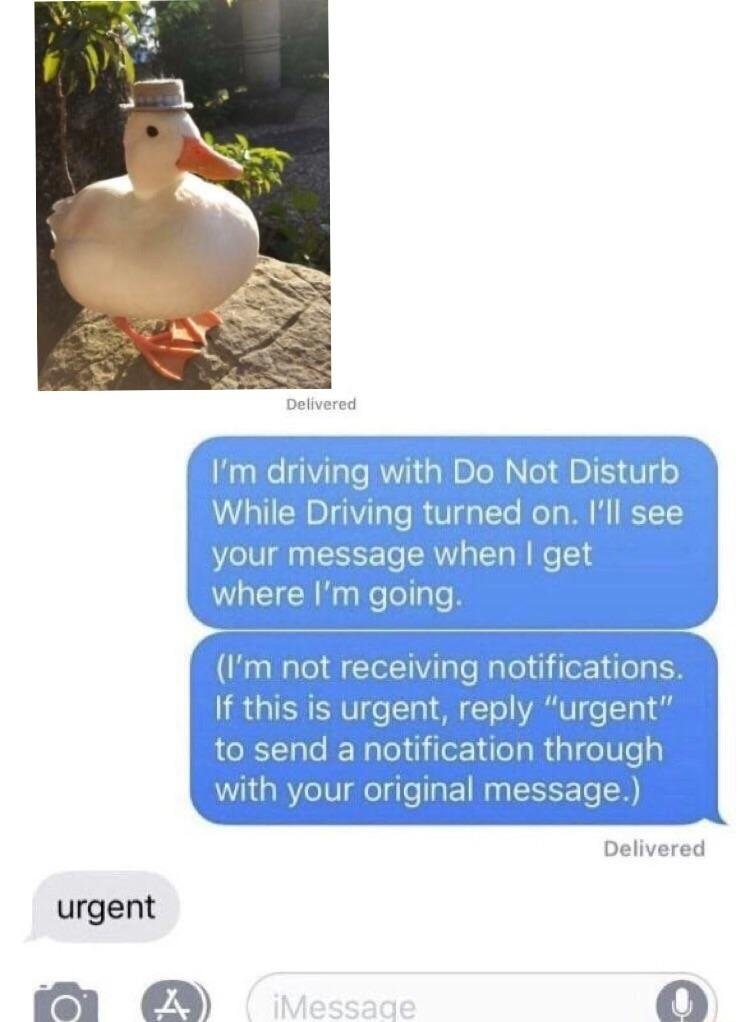 Delivered
I'm driving with Do Not Disturb
While Driving turned on. I'll see
your message when I get
where I'm going.
(I'm not receiving notifications.
If this is urgent, reply “urgent”
to send a notification through
with your original message.)
Delivered
urgent
iMessage